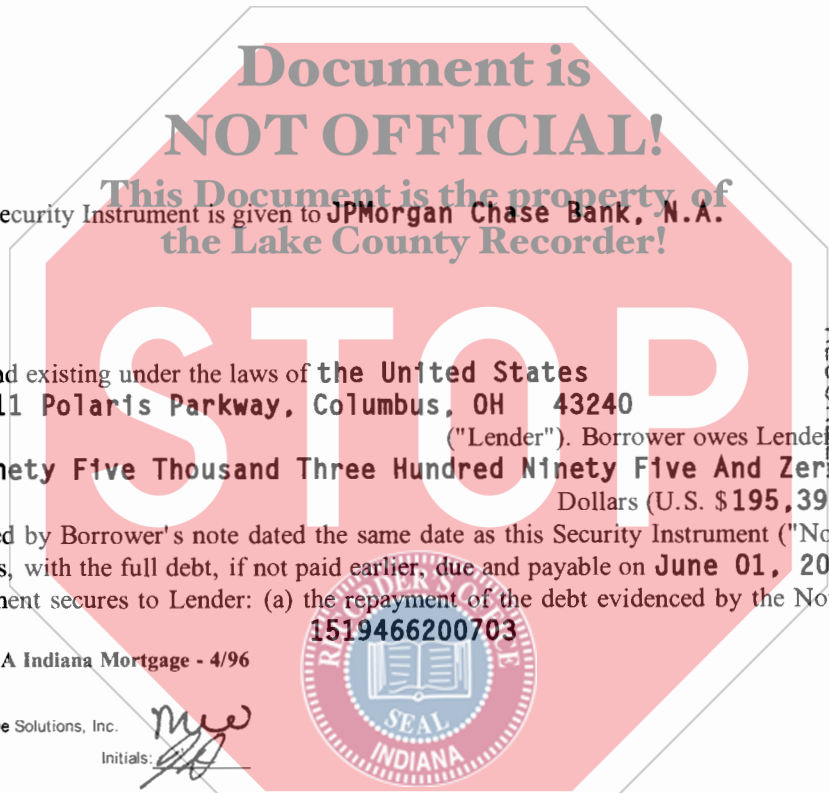 Document is
NOT OFFICIAL!
This Document is the property of
ecurity Instrument is given to JPMorgan Chase Bank, N.A.
the Lake County Recorder!
STOP
nd existing under the laws of the United States
11 Polaris Parkway, Columbus, OH 43240
("Lender"). Borrower owes Lender
nety Five Thousand Three Hundred Ninety Five And Zer
Dollars (U.S. $195,39
ed by Borrower's note dated the same date as this Security Instrument ("No
s, with the full debt, if not paid earlier, due and payable on June 01, 20
ent secures to Lender: (a) the repayment of the debt evidenced by the No
1519466200703
A Indiana Mortgage - 4/96
e Solutions, Inc.
Initials:
RECORDER'S OFFICE
SEAL
INDIANA